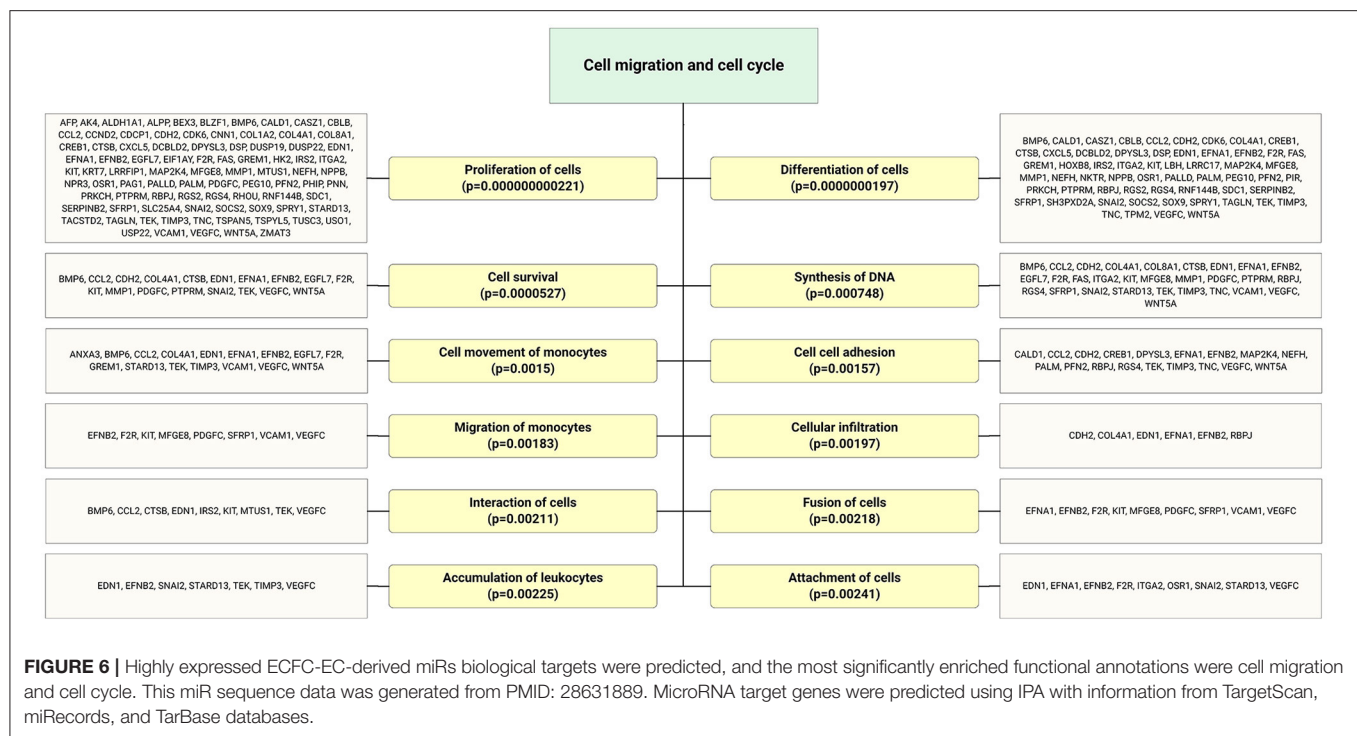 Cell migration and cell cycle
AFP, AK4, ALDH1A1, ALPP, BEX3, BLZF1, BMP6, CALD1, CASZ1, CBLB,
CCL2, CCND2, CDCP1, CDH2, CDK6, CNN1, COL1A2, COL4A1, COL8A1,
CREB1, CTSB, CXCL5, DCBLD2, DPYSL3, DSP, DUSP19, DUSP22, EDN1,
EFNA1, EFNB2, EGFL7, EIF1AY, F2R, FAS, GREM1, HK2, IRS2, ITGA2,
KIT, KRT7, LRRFIP1, MAP2K4, MFGE8, MMP1, MTUS1, NEFH, NPPB,
NPR3, OSR1, PAG1, PALLD, PALM, PDGFC, PEG10, PFN2, PHIP, PNN,
PRKCH, PTPRM, RBPJ, RGS2, RGS4, RHOU, RNF144B, SDC1,
SERPINB2, SFRP1, SLC25A4, SNAI2, SOCS2, SOX9, SPRY1, STARD13,
TACSTD2, TAGLN, TEK, TIMP3, TNC, TSPAN5, TSPYL5, TUSC3, USO1,
USP22, VCAM1, VEGFC, WNT5A, ZMAT3
Proliferation of cells
(p=0.000000000221)
Differentiation of cells
(p=0.0000000197)
BMP6, CALD1, CASZ1, CBLB, CCL2, CDH2, CDK6, COL4A1, CREB1,
CTSB, CXCL5, DCBLD2, DPYSL3, DSP, EDN1, EFNA1, EFNB2, F2R, FAS,
GREM1, HOXB8, IRS2, ITGA2, KIT, LBH, LRRC17, MAP2K4, MFGE8,
MMP1, NEFH, NKTR, NPPB, OSR1, PALLD, PALM, PEG10, PFN2, PIR,
PRKCH, PTPRM, RBPJ, RGS2, RGS4, RNF144B, SDC1, SERPINB2,
SFRP1, SH3PXD2A, SNAI2, SOCS2, SOX9, SPRY1, TAGLN, TEK, TIMP3,
TNC, TPM2, VEGFC, WNT5A
BMP6, CCL2, CDH2, COL4A1, CTSB, EDN1, EFNA1, EFNB2, EGFL7, F2R,
KIT, MMP1, PDGFC, PTPRM, SNAI2, TEK, VEGFC, WNT5A
Cell survival
(p=0.0000527)
Synthesis of DNA
(p=0.000748)
BMP6, CCL2, CDH2, COL4A1, COL8A1, CTSB, EDN1, EFNA1, EFNB2,
EGFL7, F2R, FAS, ITGA2, KIT, MFGE8, MMP1, PDGFC, PTPRM, RBPJ,
RGS4, SFRP1, SNAI2, STARD13, TEK, TIMP3, TNC, VCAM1, VEGFC,
WNT5A
ANXA3, BMP6, CCL2, COL4A1, EDN1, EFNA1, EFNB2, EGFL7, F2R,
GREM1, STARD13, TEK, TIMP3, VCAM1, VEGFC, WNT5A
Cell movement of monocytes
(p=0.0015)
Cell cell adhesion
(p=0.00157)
CALD1, CCL2, CDH2, CREB1, DPYSL3, EFNA1, EFNB2, MAP2K4, NEFH,
PALM, PFN2, RBPJ, RGS4, TEK, TIMP3, TNC, VEGFC, WNT5A
EFNB2, F2R, KIT, MFGE8, PDGFC, SFRP1, VCAM1, VEGFC
Migration of monocytes
(p=0.00183)
Cellular infiltration
(p=0.00197)
CDH2, COL4A1, EDN1, EFNA1, EFNB2, RBPJ
BMP6, CCL2, CTSB, EDN1, IRS2, KIT, MTUS1, TEK, VEGFC
Interaction of cells
(p=0.00211)
Fusion of cells
(p=0.00218)
EFNA1, EFNB2, F2R, KIT, MFGE8, PDGFC, SFRP1, VCAM1, VEGFC
EDN1, EFNB2, SNAI2, STARD13, TEK, TIMP3, VEGFC
Accumulation of leukocytes
(p=0.00225)
Attachment of cells
(p=0.00241)
EDN1, EFNA1, EFNB2, F2R, ITGA2, OSR1, SNAI2, STARD13, VEGFC
FIGURE 6 | Highly expressed ECFC-EC-derived miRs biological targets were predicted, and the most significantly enriched functional annotations were cell migration
and cell cycle. This miR sequence data was generated from PMID: 28631889. MicroRNA target genes were predicted using IPA with information from TargetScan,
miRecords, and TarBase databases.